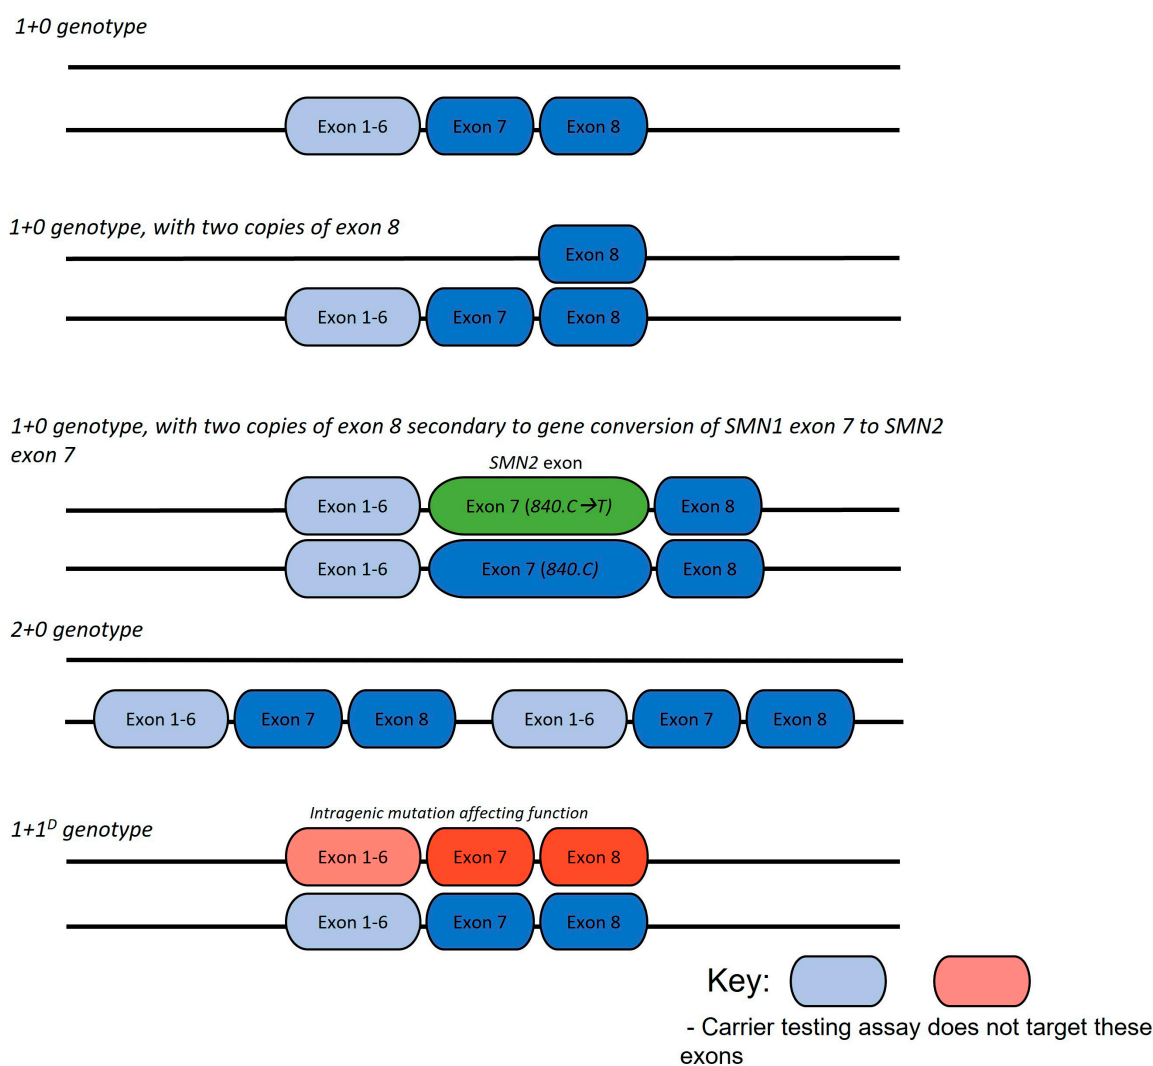 1+0 genotype
Exon 1-6 Exon 7 Exon 8
1+0 genotype, with two copies of exon 8
Exon 8
Exon 1-6 Exon 7 Exon 8
1+0 genotype, with two copies of exon 8 secondary to gene conversion of SMN1 exon 7 to SMN2
exon 7
SMN2 exon
Exon 1-6 Exon 7 (840.C→T) Exon 8
Exon 1-6 Exon 7 (840.C) Exon 8
2+0 genotype
Exon 1-6 Exon 7 Exon 8 Exon 1-6 Exon 7 Exon 8
Intragenic mutation affecting function
1+1ᴰ genotype
Exon 1-6 Exon 7 Exon 8
Exon 1-6 Exon 7 Exon 8
Key:
- Carrier testing assay does not target these
exons